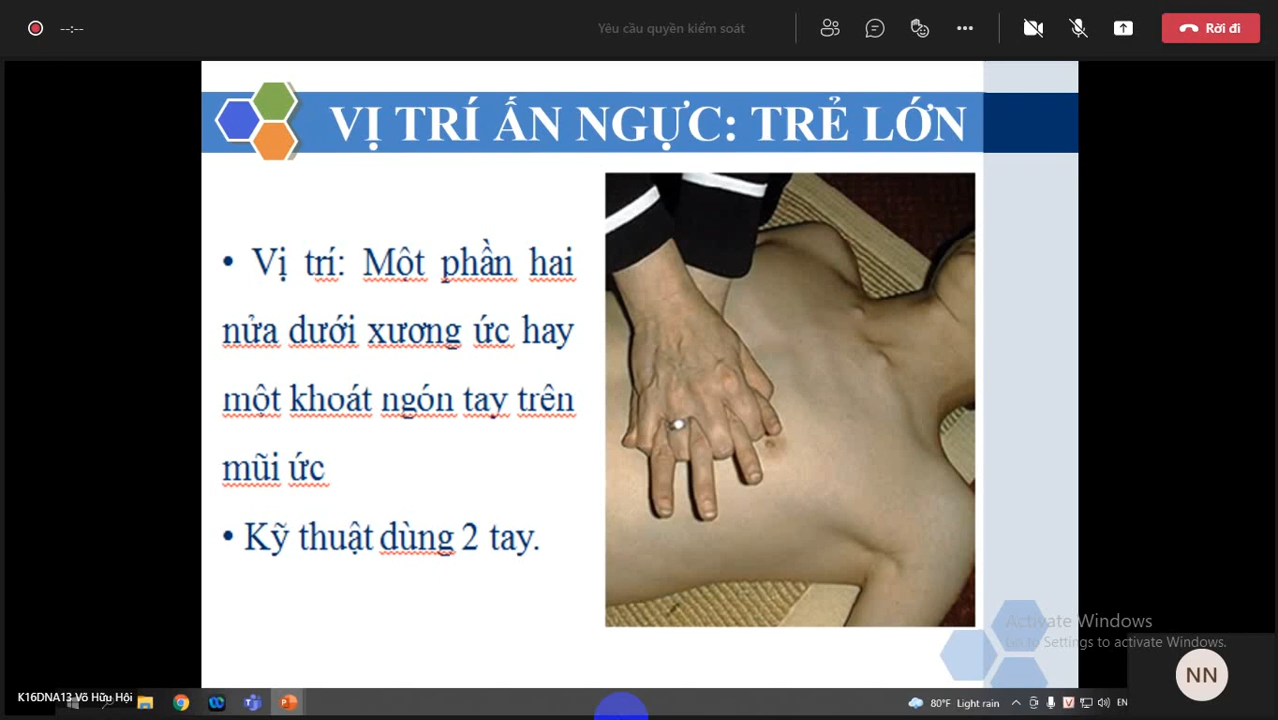 --:--
Yêu cầu quyền kiểm soát
Rời đi
VỊ TRÍ ẤN NGỰC: TRẺ LỚN
• Vị trí: Một phần hai
nửa dưới xương ức hay
một khoát ngón tay trên
mũi ức
• Kỹ thuật dùng 2 tay.
Activate Windows
Go to Settings to activate Windows.
NN
K16DNA13 Võ Hữu Hội
80°F Light rain
V
EN